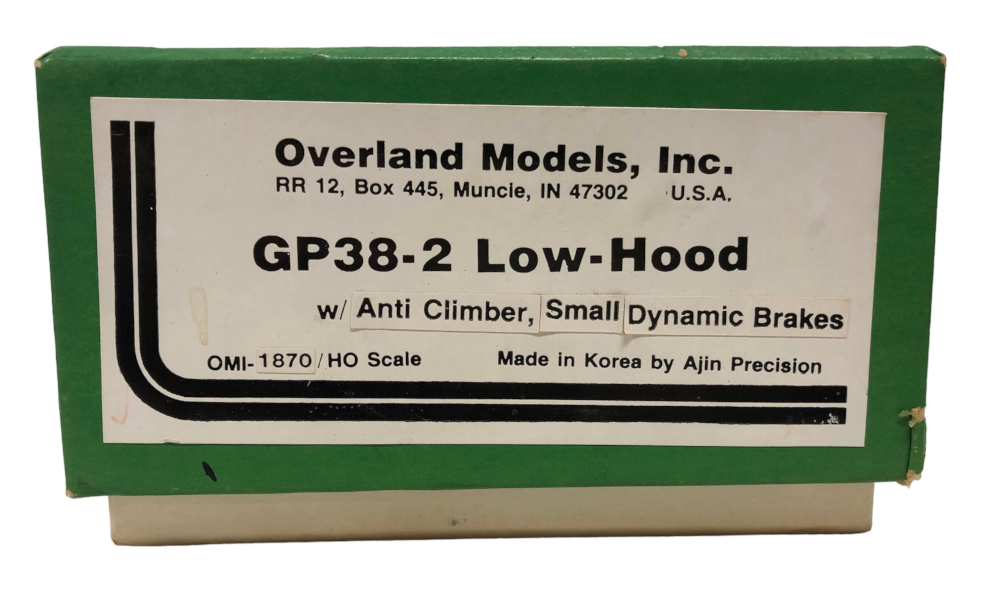 Overland Models, Inc.
RR 12, Box 445, Muncie, IN 47302 U.S.A.
GP38-2 Low-Hood
w/ Anti Climber, Small Dynamic Brakes
OMI-1870/HO Scale Made in Korea by Ajin Precision